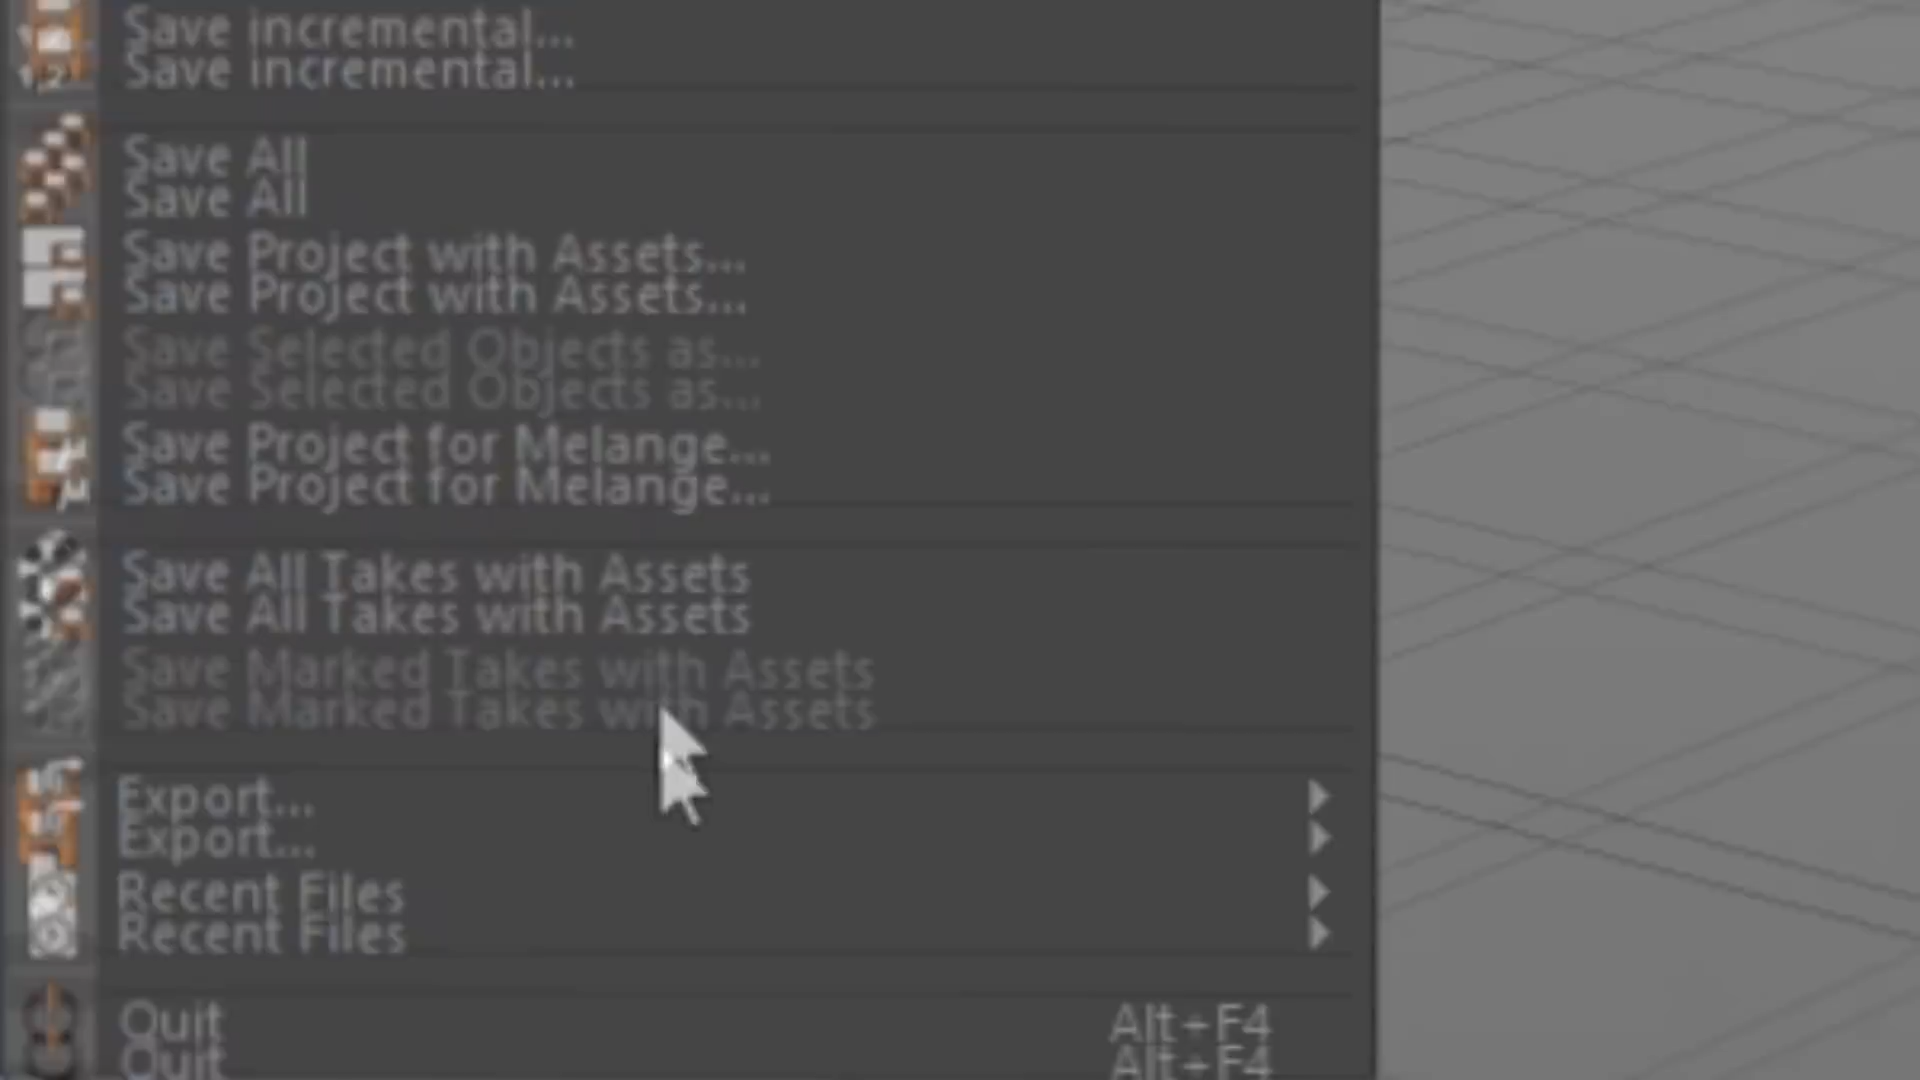 Save incremental...
Save incremental...
Save All
Save All
Save Project with Assets...
Save Project with Assets...
Save Selected Objects as...
Save Selected Objects as...
Save Project for Melange...
Save Project for Melange...
Save All Takes with Assets
Save All Takes with Assets
Save Marked Takes with Assets
Save Marked Takes with Assets
Export...
Export...
Recent Files
Recent Files
Quit Alt+F4
Quit Alt+F4